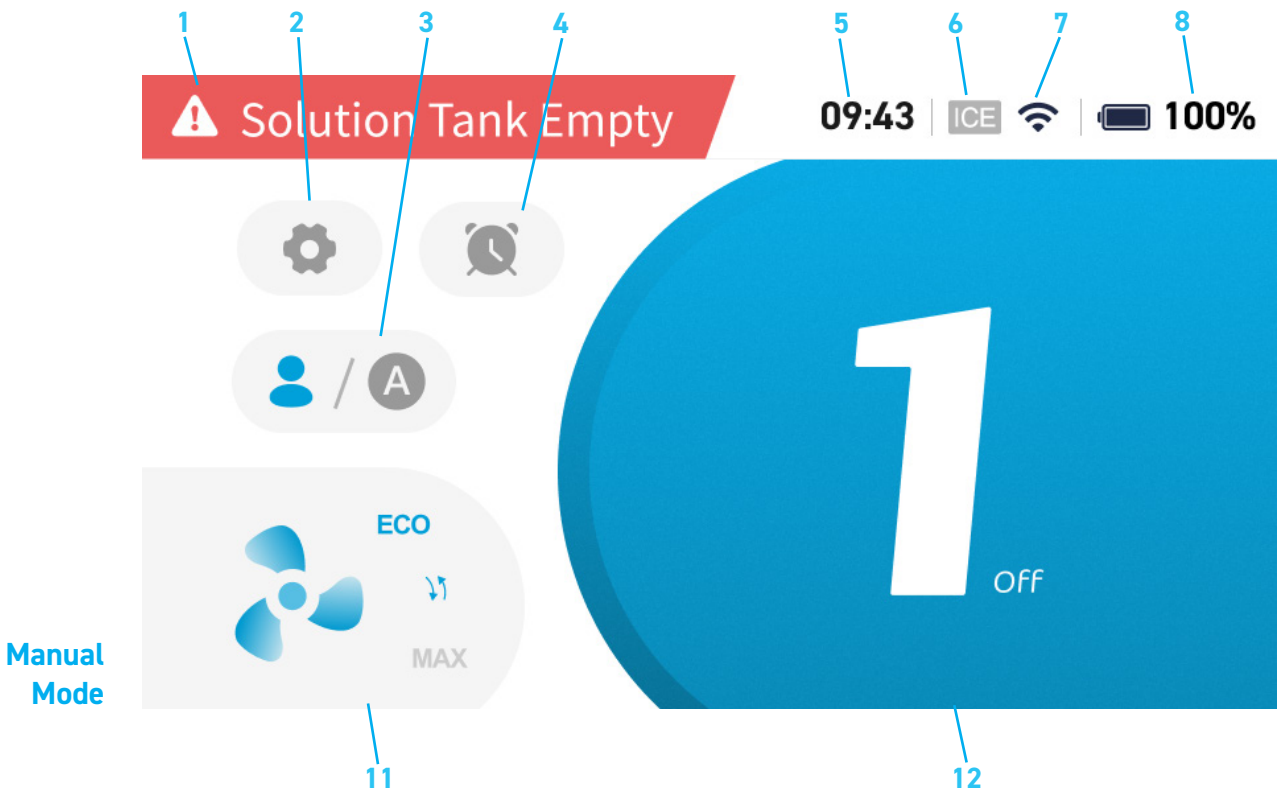 1 2 3 4 5 6 7 8
Solution Tank Empty 09:43 ICE 100%
/ A
1
OFF
ECO
MAX
Manual
Mode
11 12